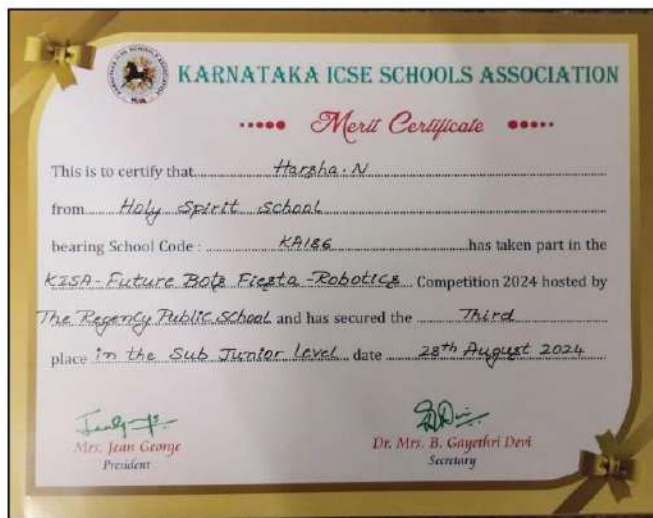 KARNATAKA ICSE SCHOOLS ASSOCIATION
Merit Certificate
This is to certify that Harsha. N
from Holy Spirit School
bearing School Code : KA186 has taken part in the
KISA-Future Bots Fiesta -Robotics Competition 2024 hosted by
The Regency Public School and has secured the Third
place in the Sub Junior level date 28th August 2024
Mrs. Jean George
President
Dr. Mrs. B. Gayethri Devi
Secretary